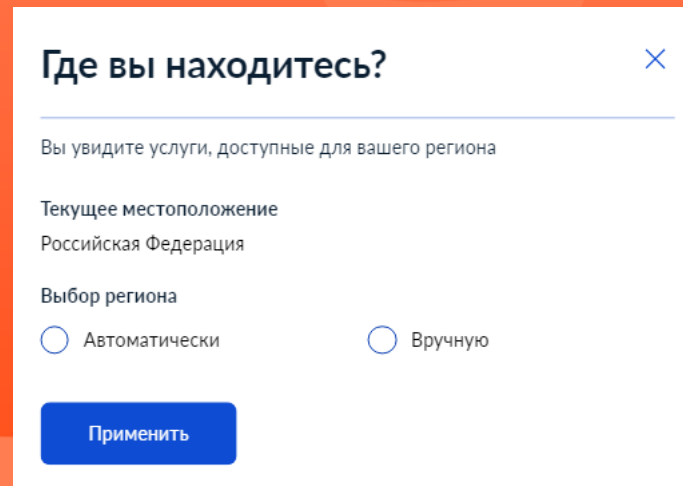 Где вы находитесь?
Вы увидите услуги, доступные для вашего региона
Текущее местоположение
Российская Федерация
Выбор региона
Автоматически Вручную
Применить